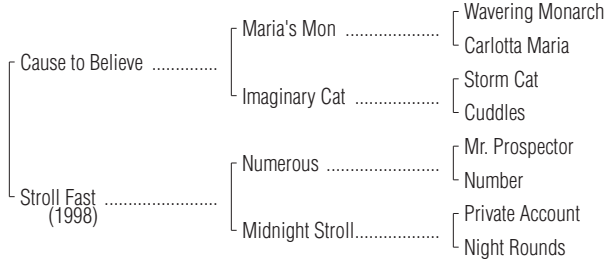 Wavering Monarch
Maria's Mon ..................
Carlotta Maria
Cause to Believe ..............
Storm Cat
Imaginary Cat ................
Cuddles
Mr. Prospector
Numerous ......................
Number
Stroll Fast ......................
(1998)
Private Account
Midnight Stroll.................
Night Rounds